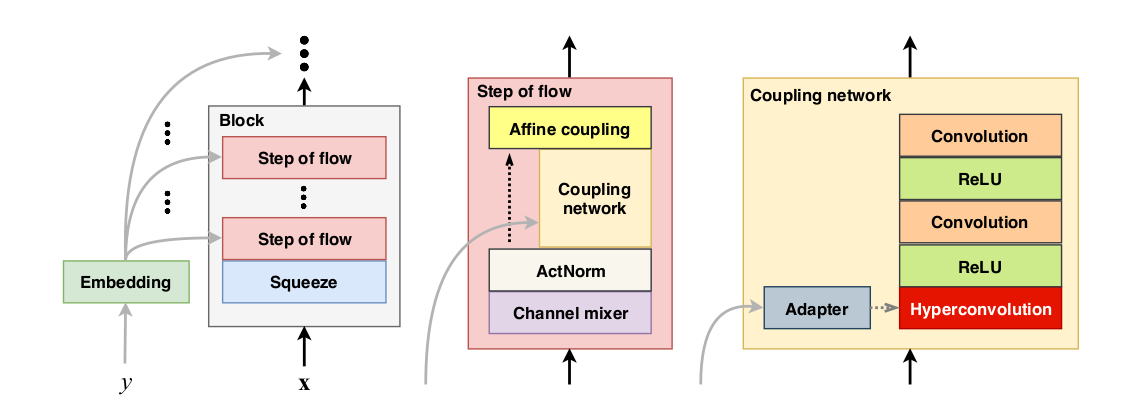 Block
Step of flow
Step of flow
Squeeze
Embedding
y
x
Step of flow
Affine coupling
Coupling
network
ActNorm
Channel mixer
Coupling network
Convolution
ReLU
Convolution
ReLU
Adapter
Hyperconvolution